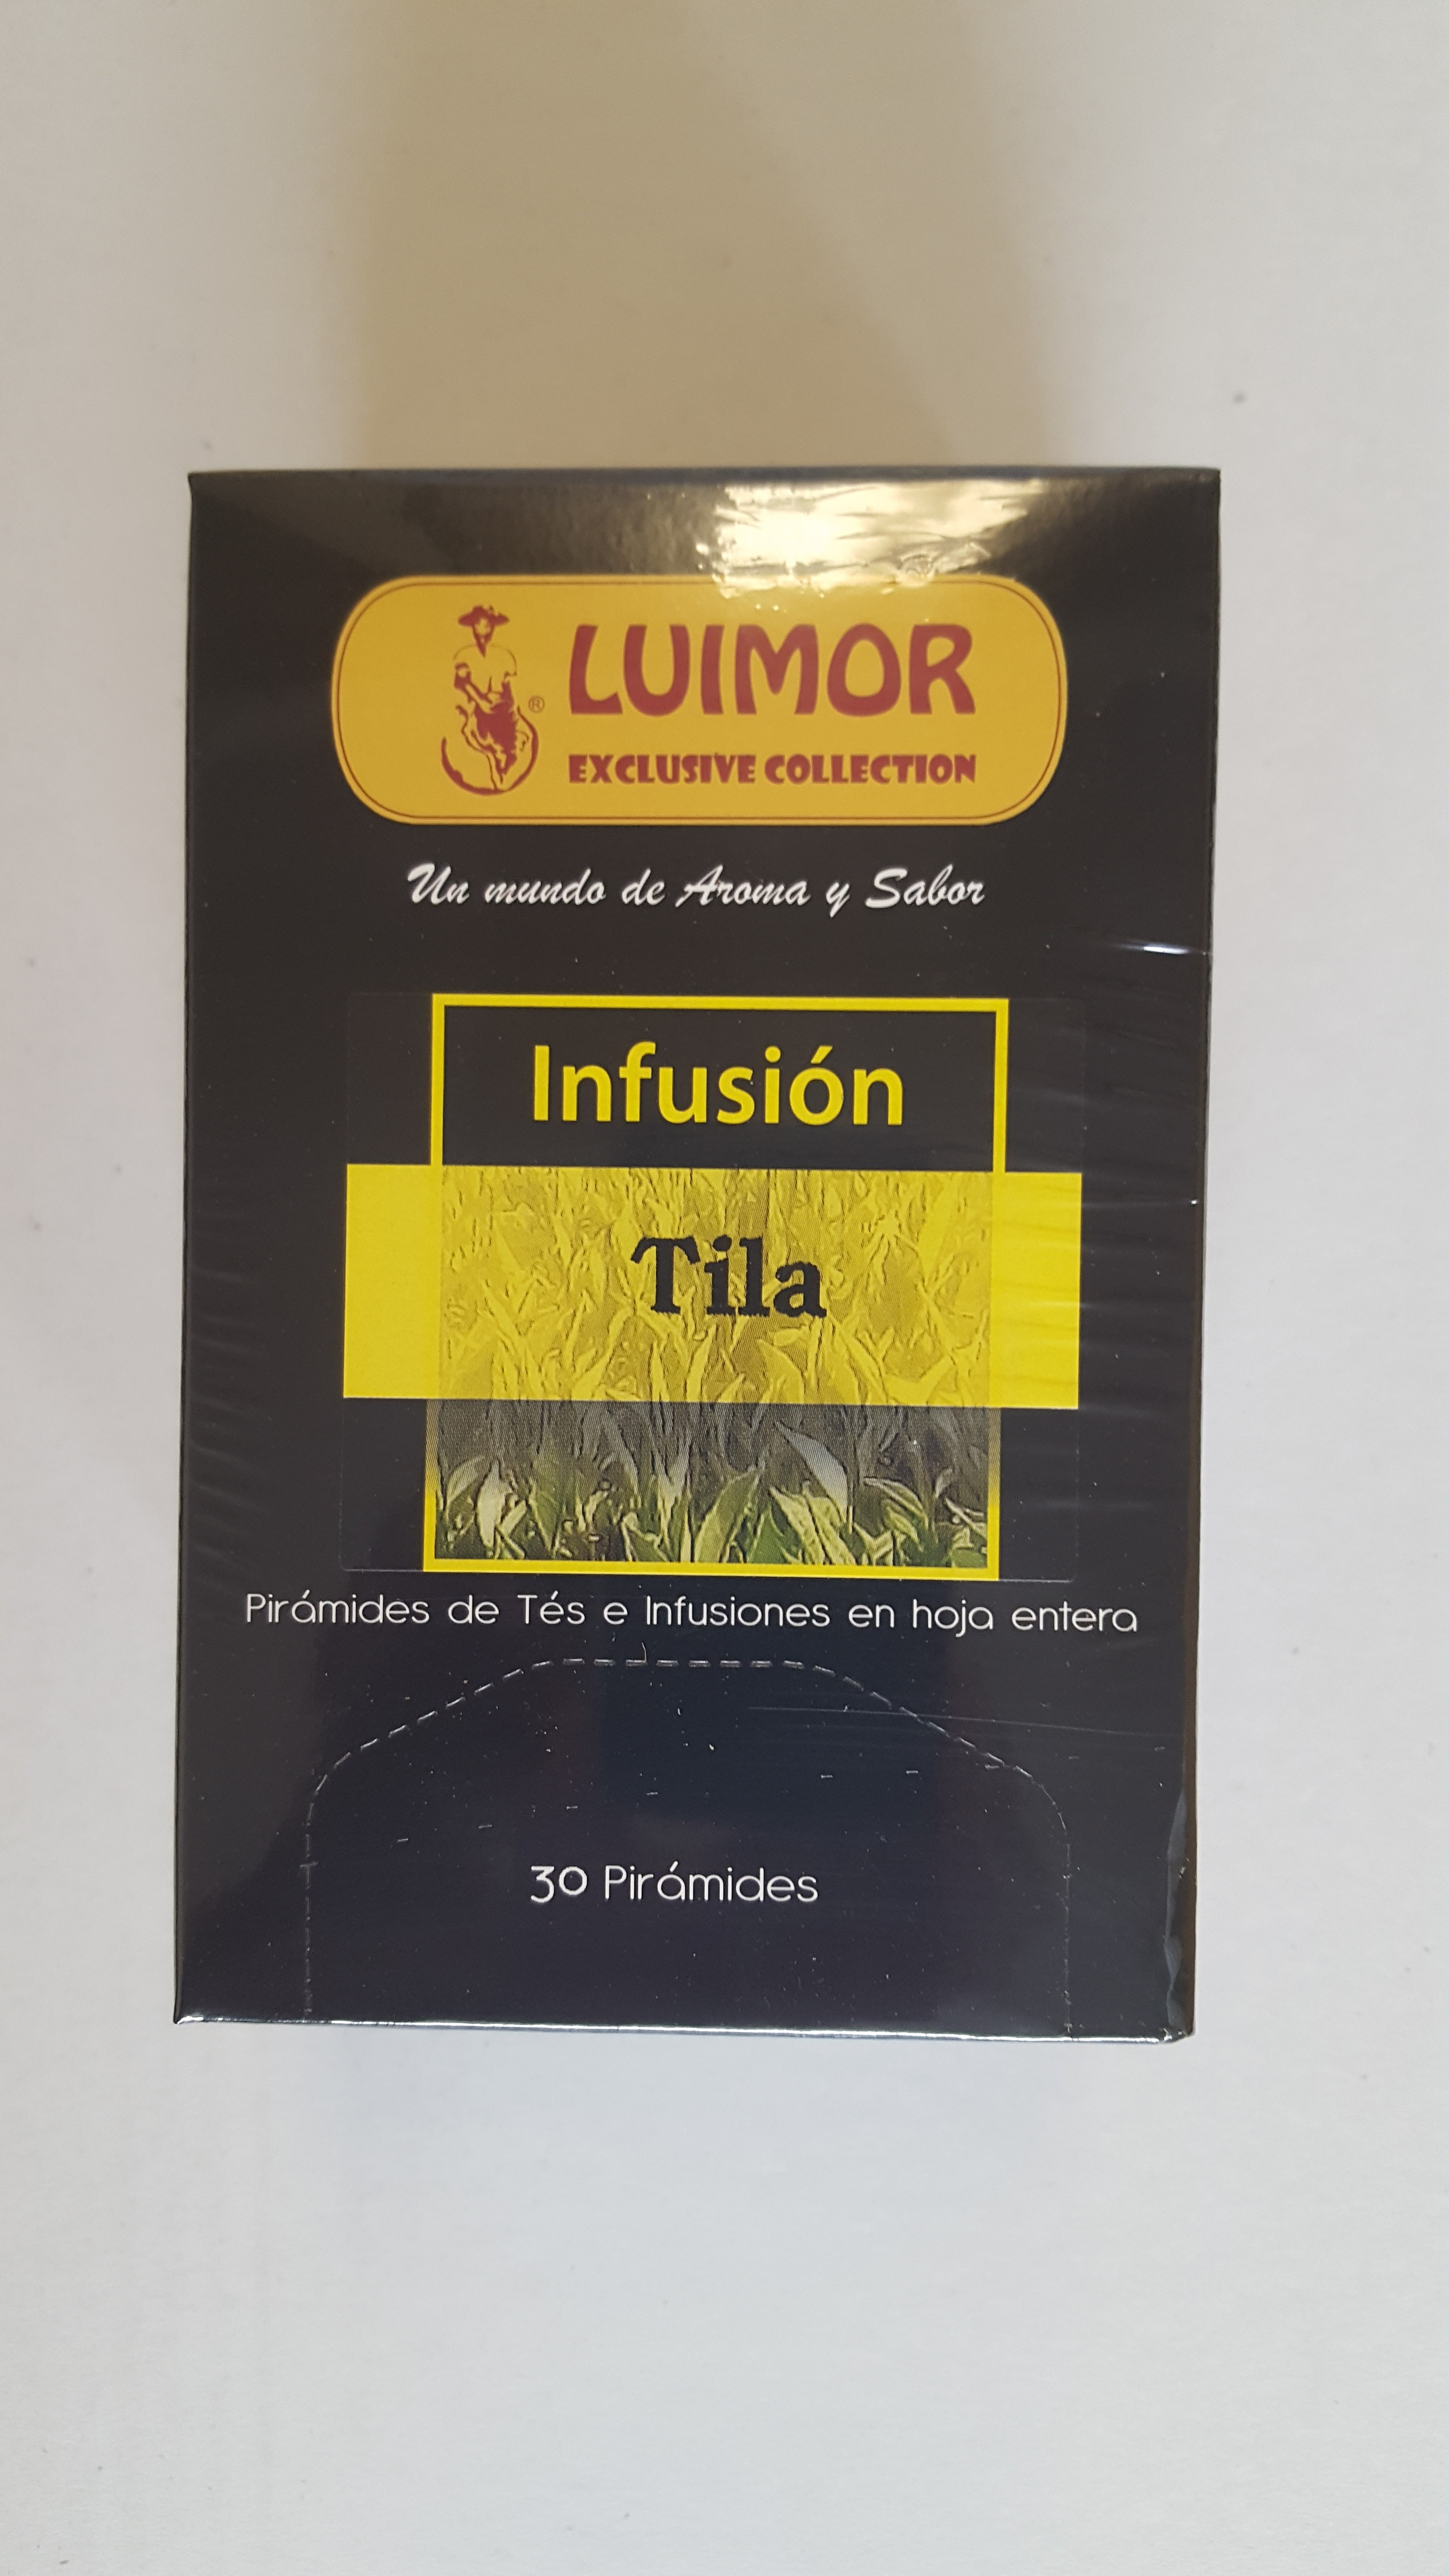 LUIMOR
®
EXCLUSIVE COLLECTION
Un mundo de Aroma y Sabor
Infusión
Tila
Pirámides de Tés e Infusiones en hoja entera
30 Pirámides